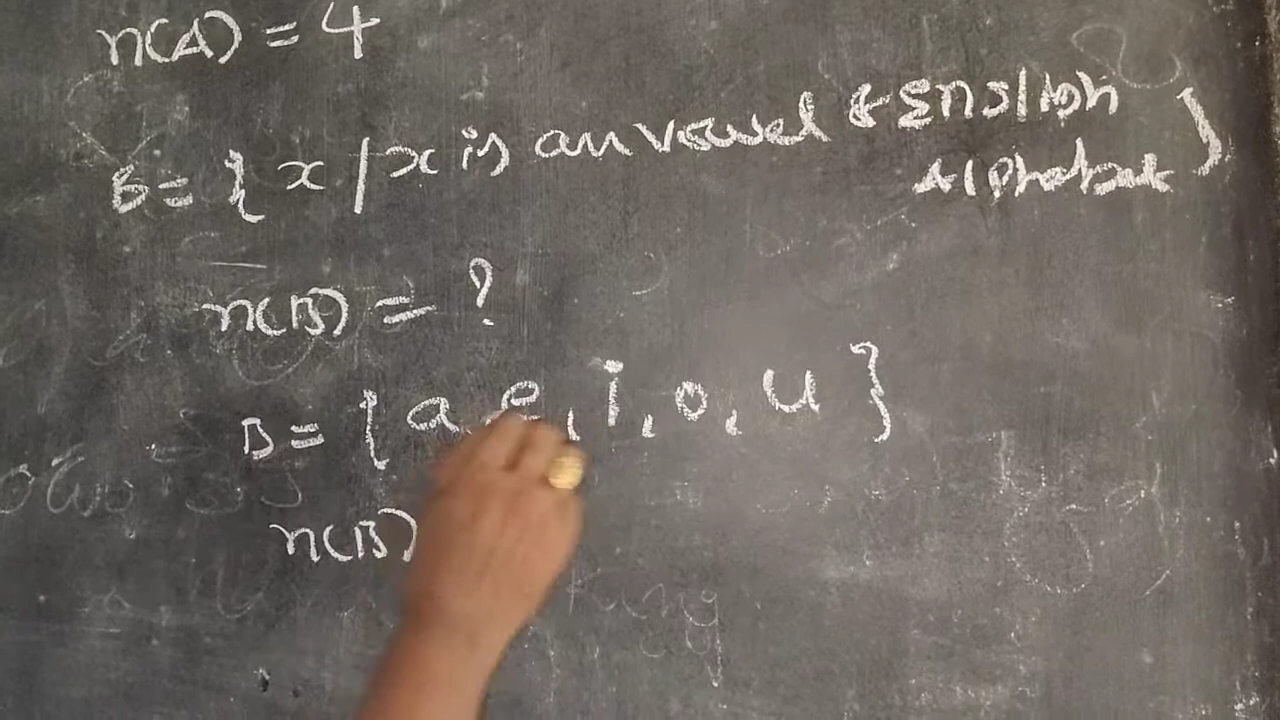 n(A) = 4
B = { x / x is an vowel of English
Alphabet }
n(B) = ?
B = { a, e, i, o, u }
n(B)